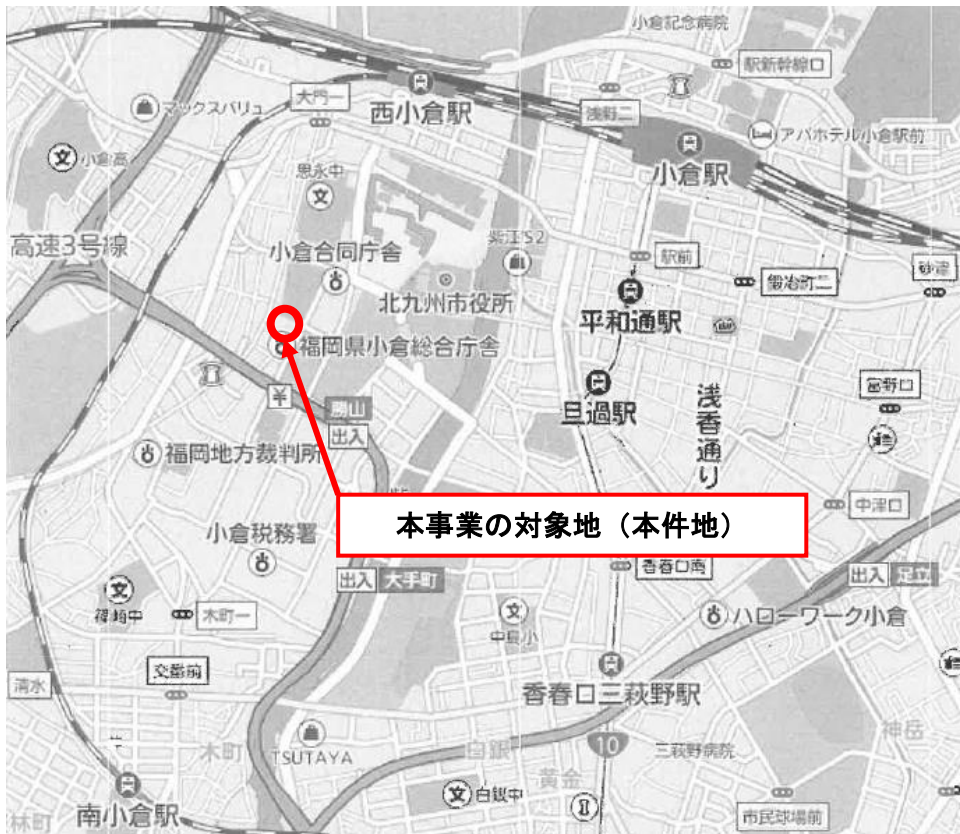 小倉記念病院
駅新幹線口
西小倉駅
大門一
マックスバリュ
浅野二
アパホテル小倉駅前
小倉駅
小倉高
思永中
高速3号線
小倉合同庁舎
紫江'S2
駅前
砂津
鍛冶町二
北九州市役所
平和通駅
福岡県小倉総合庁舎
旦過駅
富野口
浅香通り
¥
勝山
出入
福岡地方裁判所
中津口
本事業の対象地（本件地）
小倉税務署
香春口南
出入 大手町
出入 足立
篠崎中
木町一
中島小
ハローワーク小倉
交番前
清水
香春口三萩野駅
木町
TSUTAYA
白銀
10
三萩野病院
神岳
黄金
南小倉駅
白銀中
市民球場前
林町